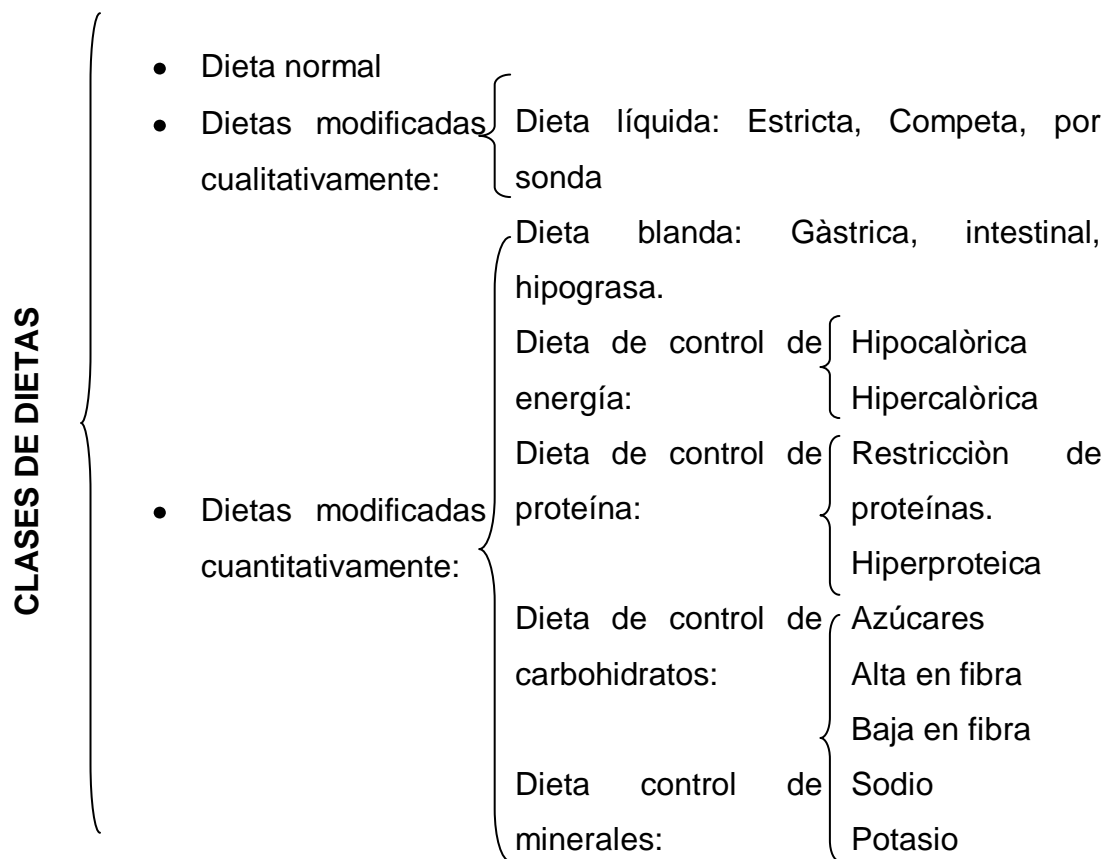 CLASES DE DIETAS
• Dieta normal
• Dietas modificadas
cualitativamente:
Dieta líquida: Estricta, Competa, por
sonda
• Dietas modificadas
cuantitativamente:
Dieta blanda: Gàstrica, intestinal,
hipograsa.
Dieta de control de
energía:
Hipocalòrica
Hipercalòrica
Dieta de control de
proteína:
Restricciòn de
proteínas.
Hiperproteica
Dieta de control de
carbohidratos:
Azúcares
Alta en fibra
Baja en fibra
Dieta control de
minerales:
Sodio
Potasio